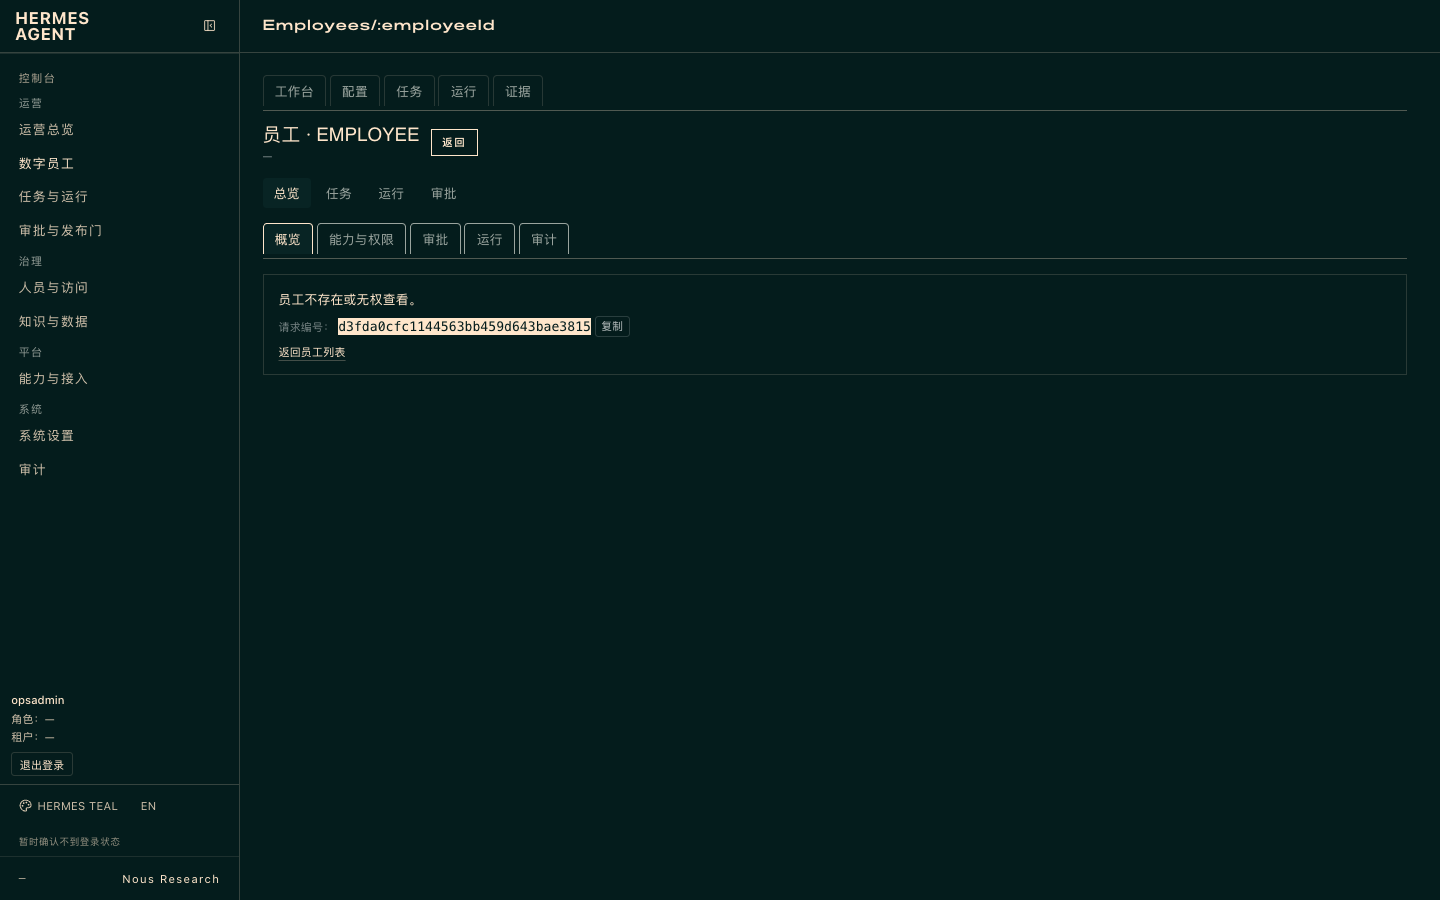 HERMES
AGENT
Employees/:employeeId
控制台
运营
运营总览
数字员工
任务与运行
审批与发布门
治理
人员与访问
知识与数据
平台
能力与接入
系统
系统设置
审计
opsadmin
角色: —
租户: —
退出登录
HERMES TEAL EN
暂时确认不到登录状态
— Nous Research
工作台 配置 任务 运行 证据
员工 · EMPLOYEE 返回
—
总览 任务 运行 审批
概览 能力与权限 审批 运行 审计
员工不存在或无权查看。
请求编号: d3fda0cfc1144563bb459d643bae3815 复制
返回员工列表